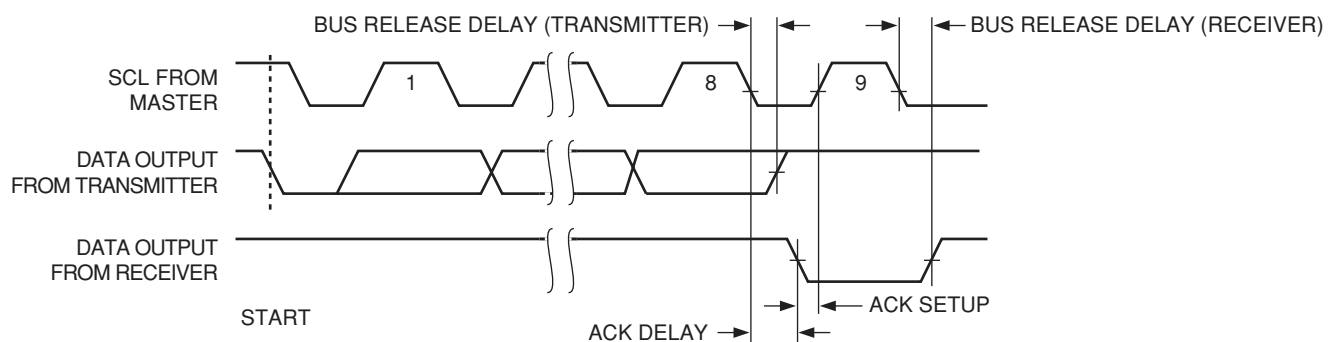 BUS RELEASE DELAY (TRANSMITTER)
BUS RELEASE DELAY (RECEIVER)
SCL FROM
MASTER
1
8
9
DATA OUTPUT
FROM TRANSMITTER
DATA OUTPUT
FROM RECEIVER
START
ACK SETUP
ACK DELAY